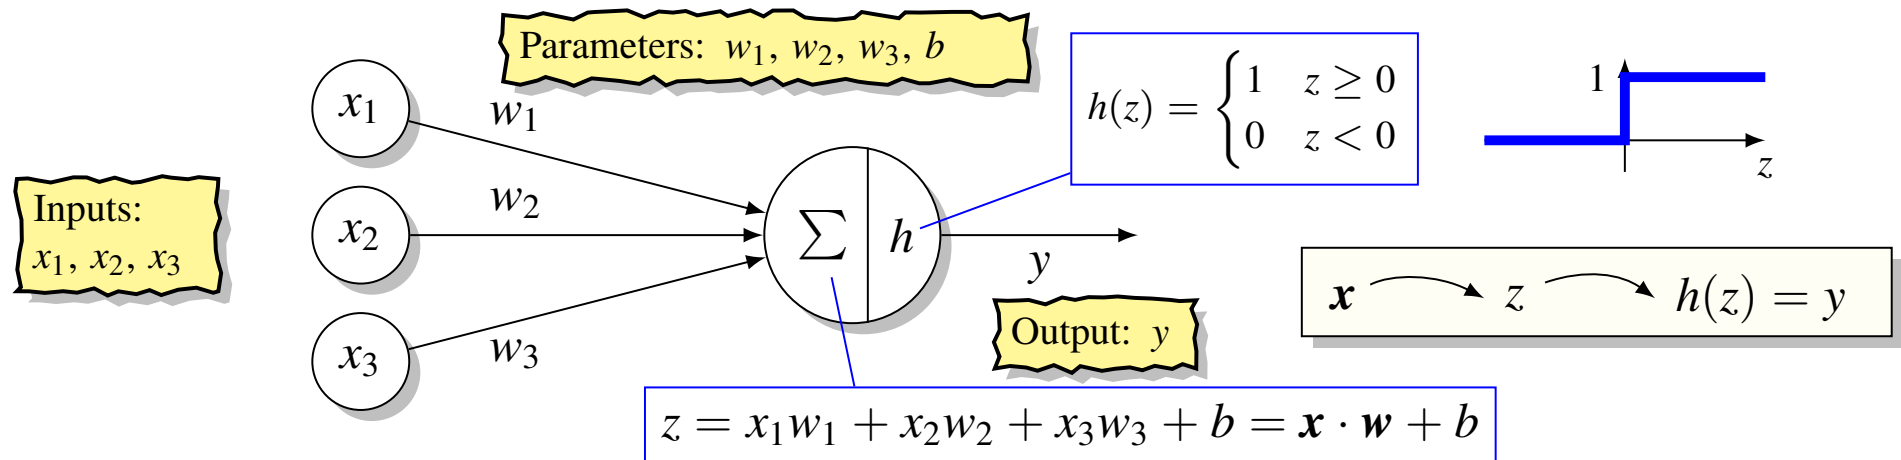 Parameters: w₁, w₂, w₃, b
x₁
w₁
h(z) = { 1 z ≥ 0
0 z < 0
1
z
Inputs:
x₁, x₂, x₃
x₂
w₂
∑ h
y
x₃
w₃
Output: y
x z h(z) = y
z = x₁w₁ + x₂w₂ + x₃w₃ + b = x · w + b